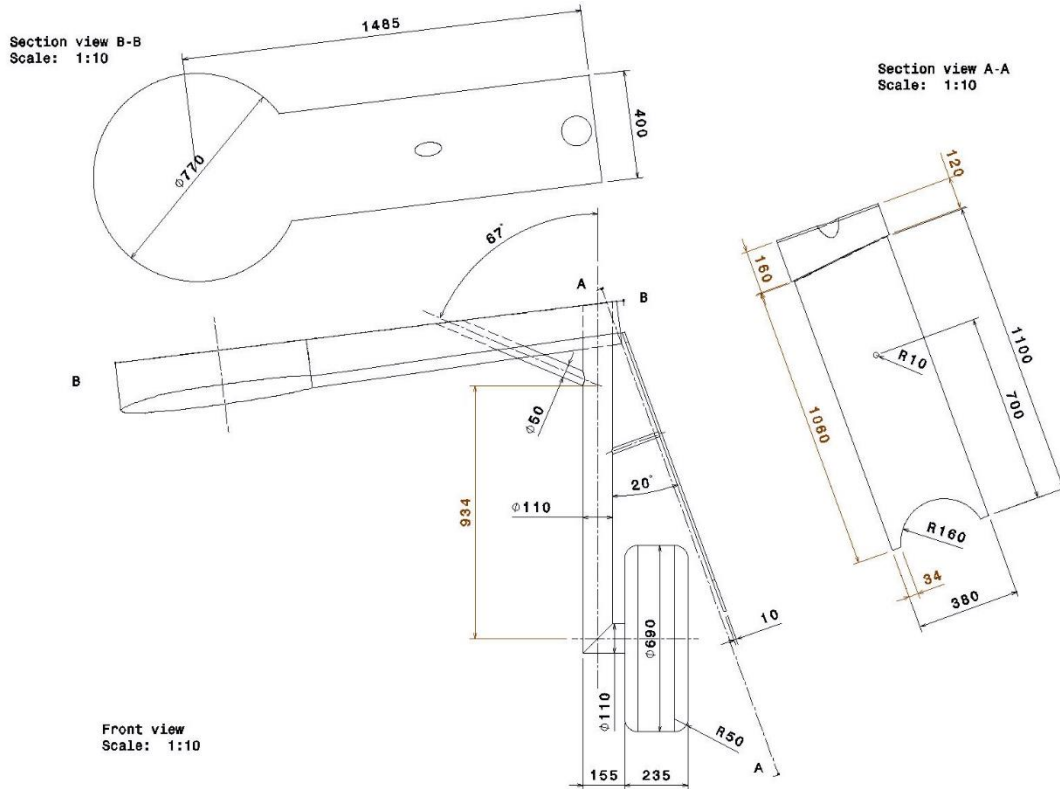 Section view B-B
Scale: 1:10
1485
400
Ø770
Section view A-A
Scale: 1:10
120
160
R10
1100
700
1060
R160
34
380
67°
A
B
B
Ø50
934
Ø110
20°
Ø690
10
Ø110
R50
155
235
A
Front view
Scale: 1:10